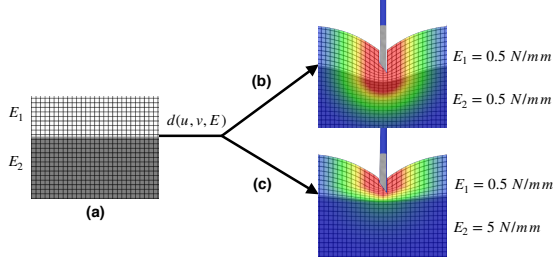 E₁
E₂
(a)
d(u, v, E)
(b)
(c)
E₁ = 0.5 N/mm
E₂ = 0.5 N/mm
E₁ = 0.5 N/mm
E₂ = 5 N/mm